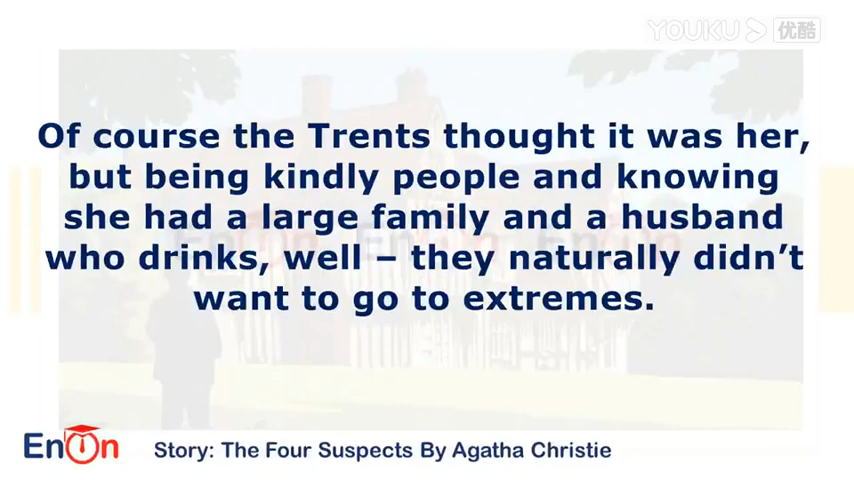 YOUKU 优酷
Of course the Trents thought it was her,
but being kindly people and knowing
she had a large family and a husband
who drinks, well – they naturally didn’t
want to go to extremes.
EnOn
Story: The Four Suspects By Agatha Christie